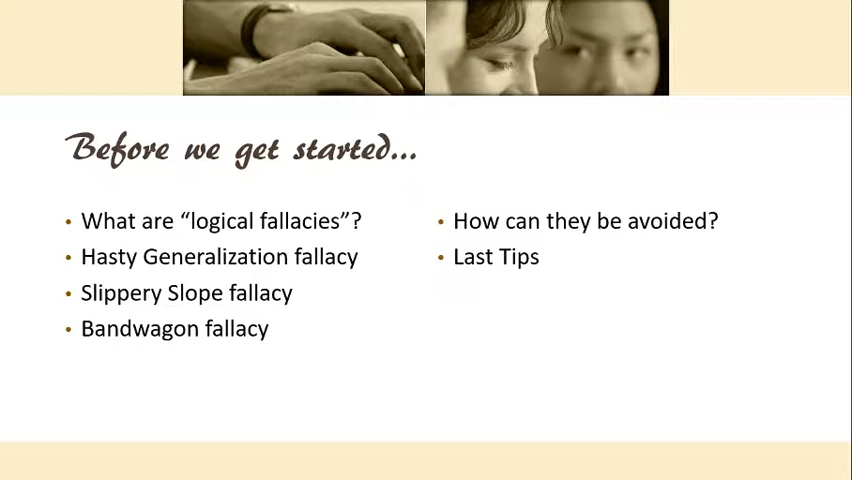 Before we get started...
• What are “logical fallacies”?
• Hasty Generalization fallacy
• Slippery Slope fallacy
• Bandwagon fallacy
• How can they be avoided?
• Last Tips